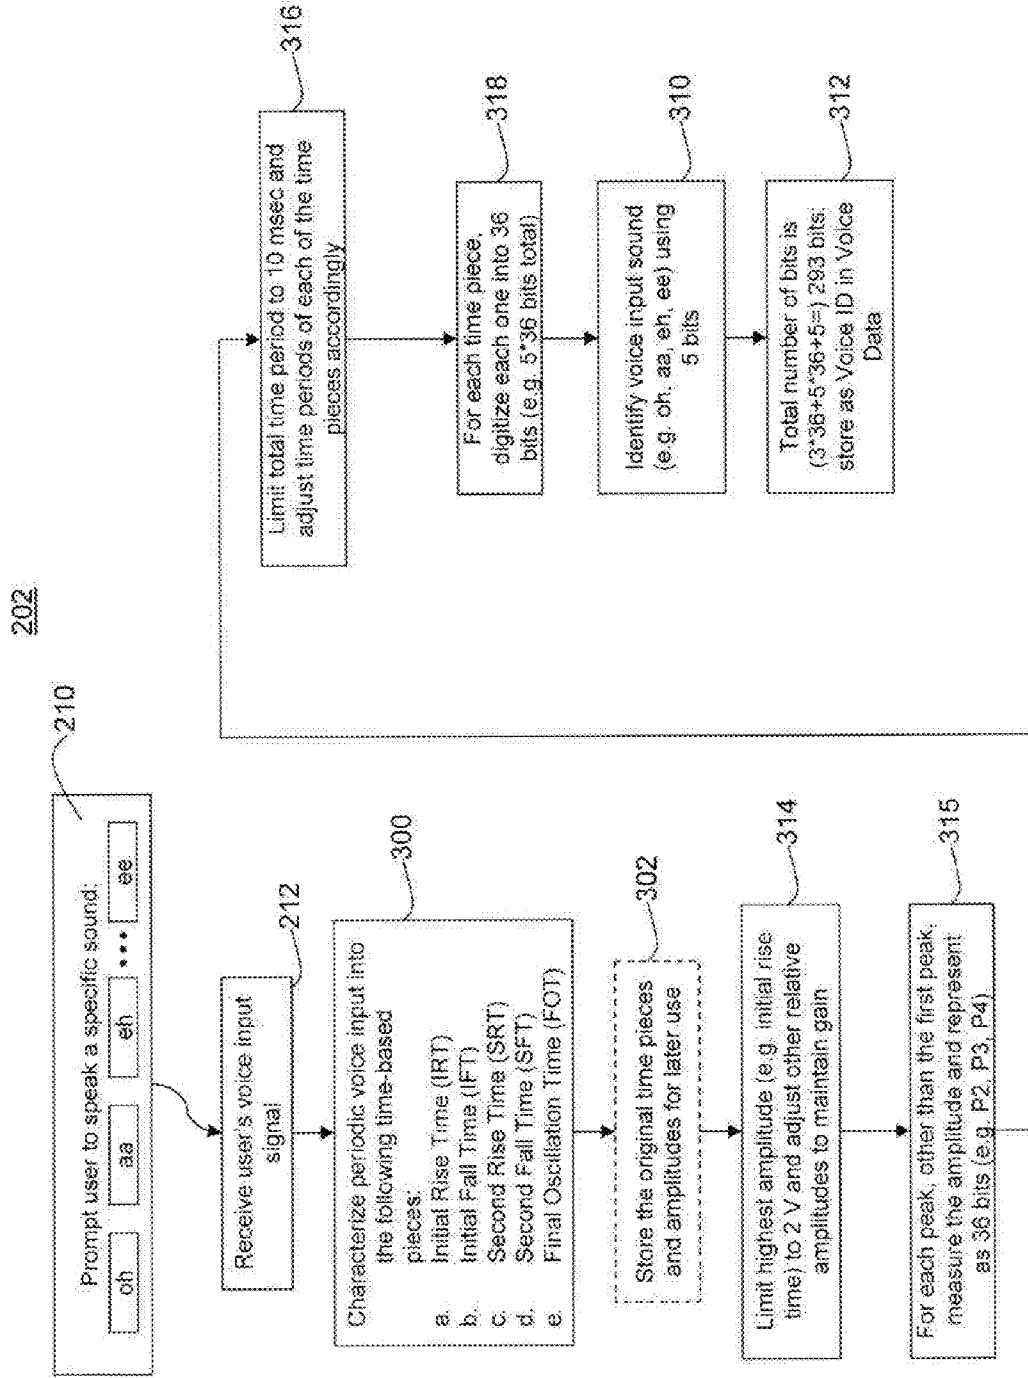 202
210
Prompt user to speak a specific sound:
oh aa eh *** ee
212
Receive user's voice input
signal
300
Characterize periodic voice input into
the following time-based
pieces:
a. Initial Rise Time (IRT)
b. Initial Fall Time (IFT)
c. Second Rise Time (SRT)
d. Second Fall Time (SFT)
e. Final Oscillation Time (FOT)
302
Store the original time pieces
and amplitudes for later use
314
Limit highest amplitude (e.g. initial rise
time) to 2 V and adjust other relative
amplitudes to maintain gain
315
For each peak, other than the first peak,
measure the amplitude and represent
as 36 bits (e.g. P2, P3, P4)
316
Limit total time period to 10 msec and
adjust time periods of each of the time
pieces accordingly
318
For each time piece,
digitize each one into 36
bits (e.g. 5*36 bits total)
310
Identify voice input sound
(e.g. oh, aa, eh, ee) using
5 bits
312
Total number of bits is
(3*36+5*36+5=) 293 bits:
store as Voice ID in Voice
Data